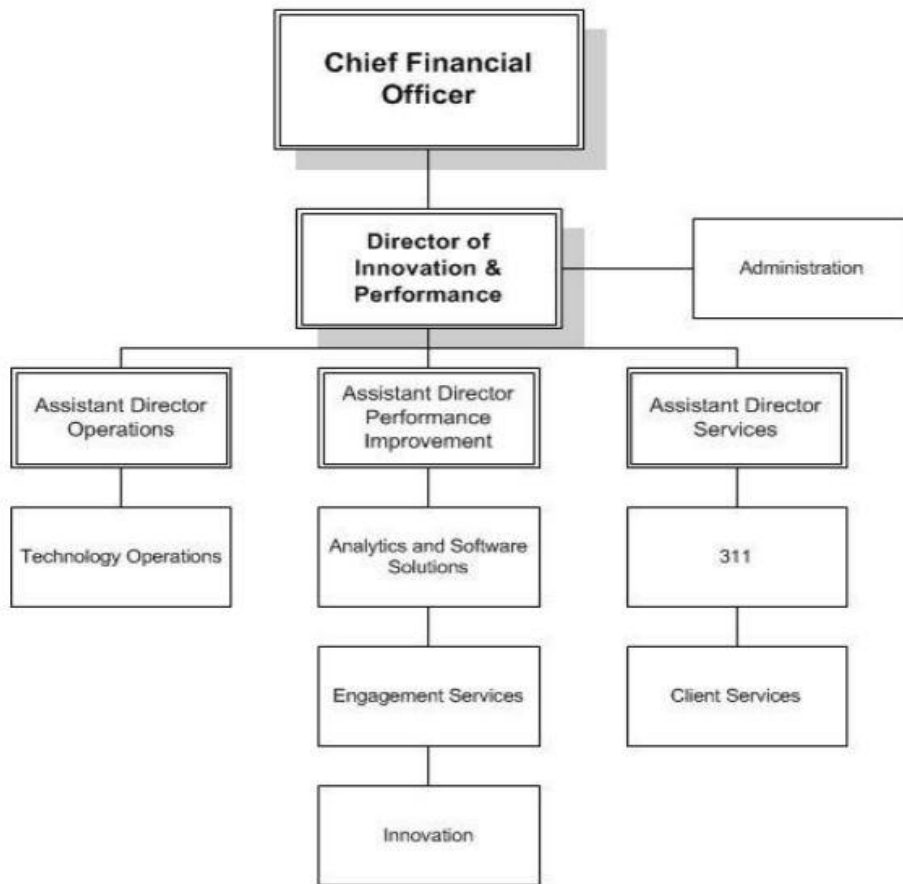 Chief Financial
Officer
Director of
Innovation &
Performance
Administration
Assistant Director
Operations
Assistant Director
Performance
Improvement
Assistant Director
Services
Technology Operations
Analytics and Software
Solutions
311
Engagement Services
Client Services
Innovation